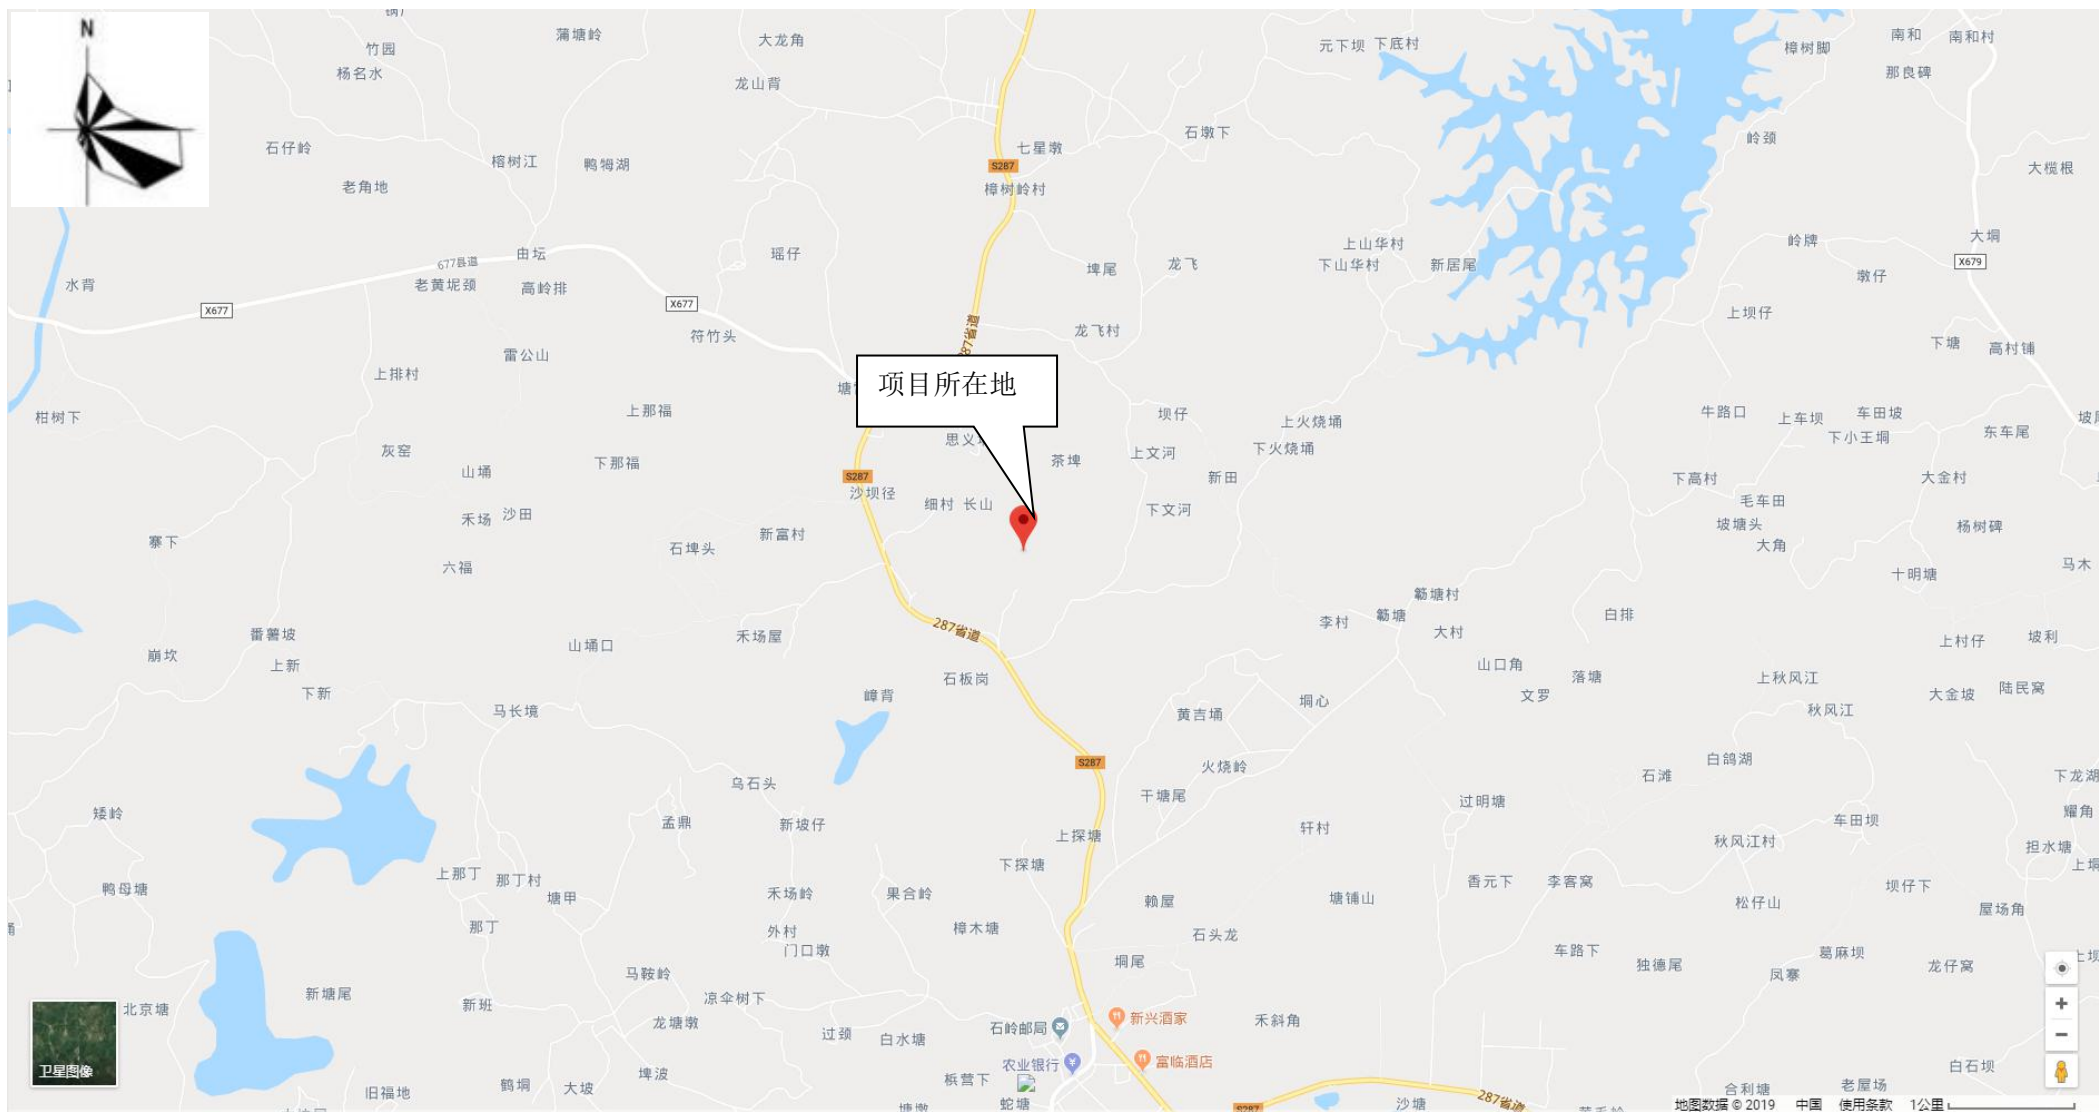 N
竹园
杨名水
蒲塘岭
大龙角
龙山背
元下坝 下底村
樟树脚
南和 南和村
那良碑
石仔岭
老角地
榕树江
鸭㙁湖
S287
七星墩
樟树岭村
石墩下
岭颈
大榄根
水背
X677
677县道
由坛
老黄坭颈
高岭排
X677
瑶仔
埤尾
龙飞
上山华村
下山华村
新居尾
岭牌
大垌
X679
墩仔
上坝仔
符竹头
雷公山
上排村
龙飞村
下塘
高村铺
项目所在地
柑树下
上那福
灰窑
山埇
下那福
坝仔
上火烧埇
下火烧埇
牛路口
上车坝
车田坡
下小王垌
东车尾
S287
沙坝径
茶埤
上文河
新田
下高村
大金村
毛车田
细村 长山
下文河
禾场 沙田
坡塘头
杨树碑
寨下
新富村
石埤头
大角
六福
十明塘
马木
簕塘村
白排
李村
簕塘
大村
番薯坡
崩坎
上新
下新
山埇口
禾场屋
287省道
上村仔
坡利
山口角
落塘
文罗
上秋风江
大金坡
陆民窝
秋风江
石板岗
嶂背
马长境
黄吉埇
垌心
S287
火烧岭
白鸽湖
石滩
下龙湖
乌石头
干塘尾
过明塘
耀角
矮岭
孟鼎
新坡仔
上探塘
轩村
车田坝
秋风江村
担水塘
下探塘
上那丁
那丁村
鸭母塘
塘甲
禾场岭
果合岭
赖屋
塘铺山
香元下
李客窝
坝仔下
松仔山
屋场角
那丁
外村
门口墩
樟木塘
石头龙
车路下
葛麻坝
马鞍岭
垌尾
独德尾
凤寨
龙仔窝
新塘尾
北京塘
新班
凉伞树下
龙塘墩
过颈
白水塘
石岭邮局
新兴酒家
禾斜角
农业银行
富临酒店
卫星图像
旧福地
鹤垌
大坡
埤波
梹营下
蛇塘
S287
沙塘
287省道
合利塘
老屋场
白石坝
地图数据 © 2019 中国 使用条款 1公里